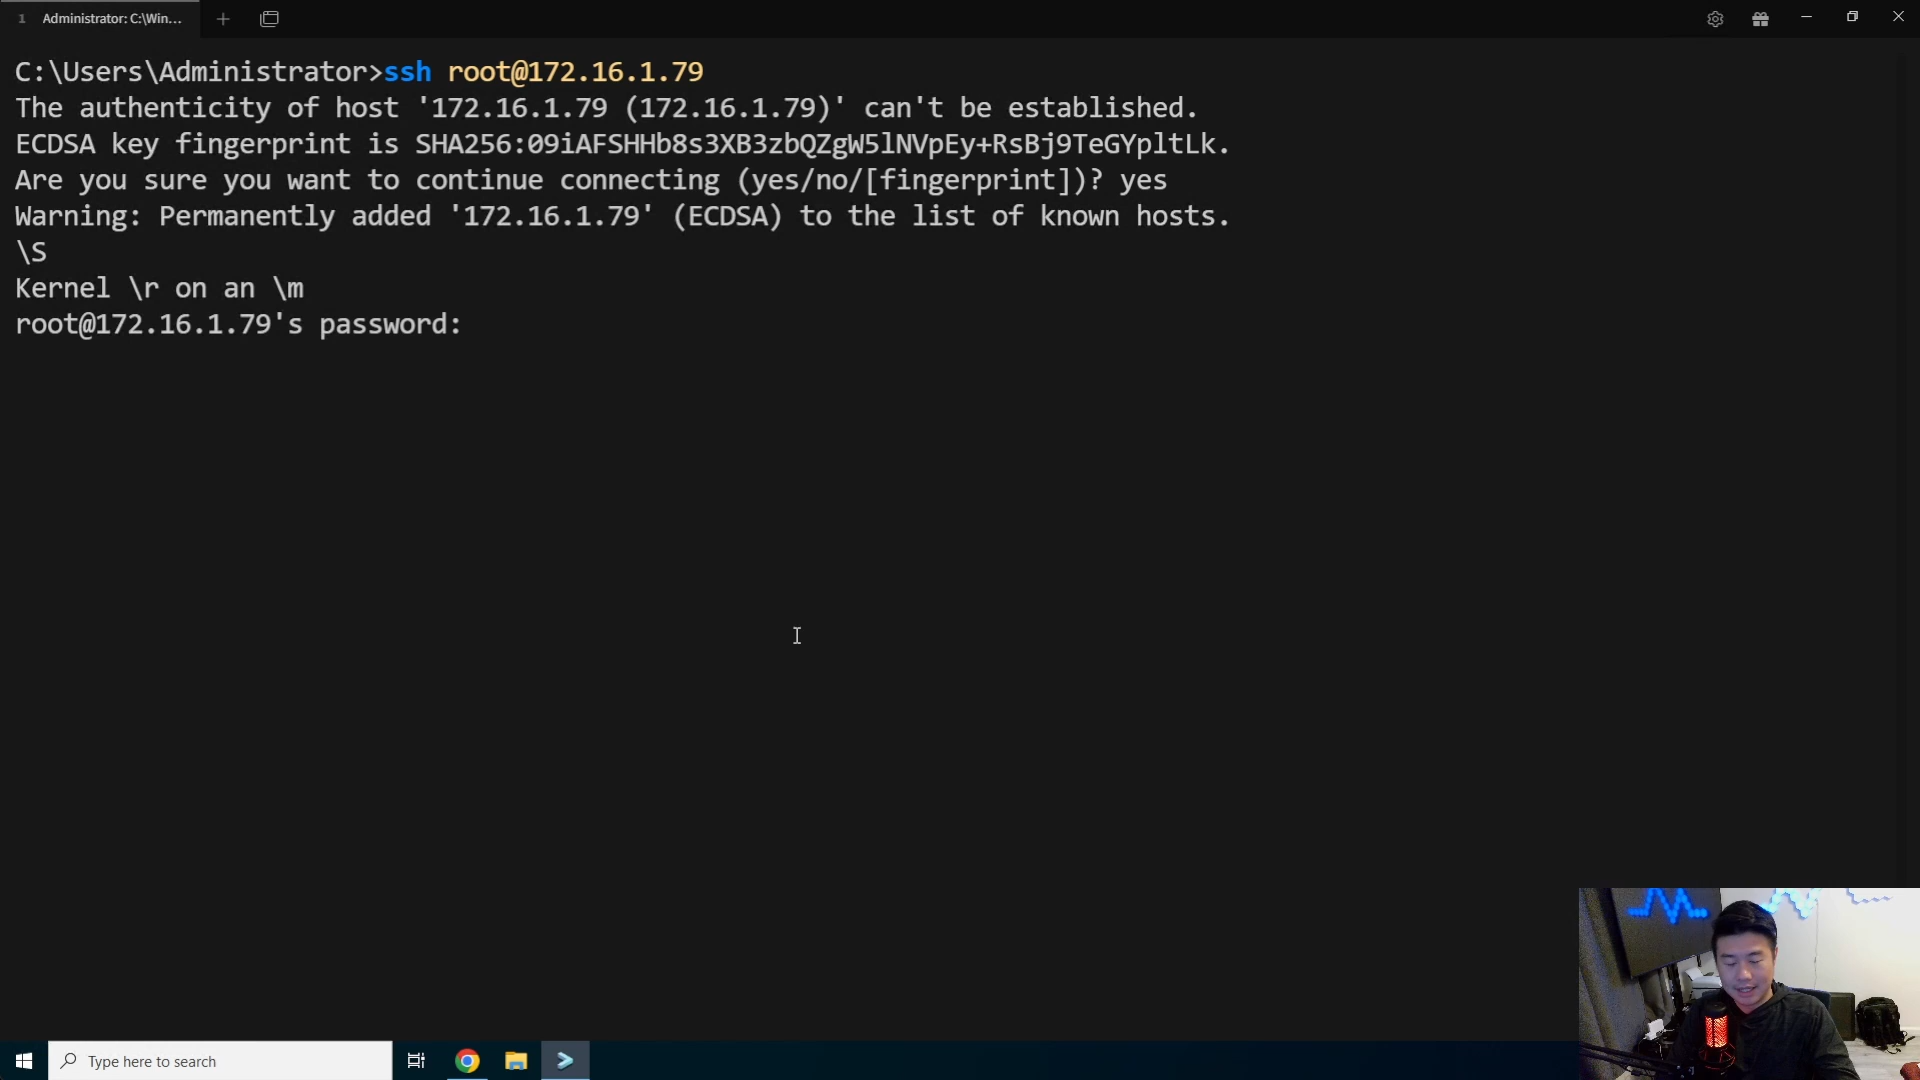 1 Administrator: C:\Win...
C:\Users\Administrator>ssh root@172.16.1.79
The authenticity of host '172.16.1.79 (172.16.1.79)' can't be established.
ECDSA key fingerprint is SHA256:09iAFSHHb8s3XB3zbQZgW5lNVpEy+RsBj9TeGYpltLk.
Are you sure you want to continue connecting (yes/no/[fingerprint])? yes
Warning: Permanently added '172.16.1.79' (ECDSA) to the list of known hosts.
\S
Kernel \r on an \m
root@172.16.1.79's password:
Type here to search